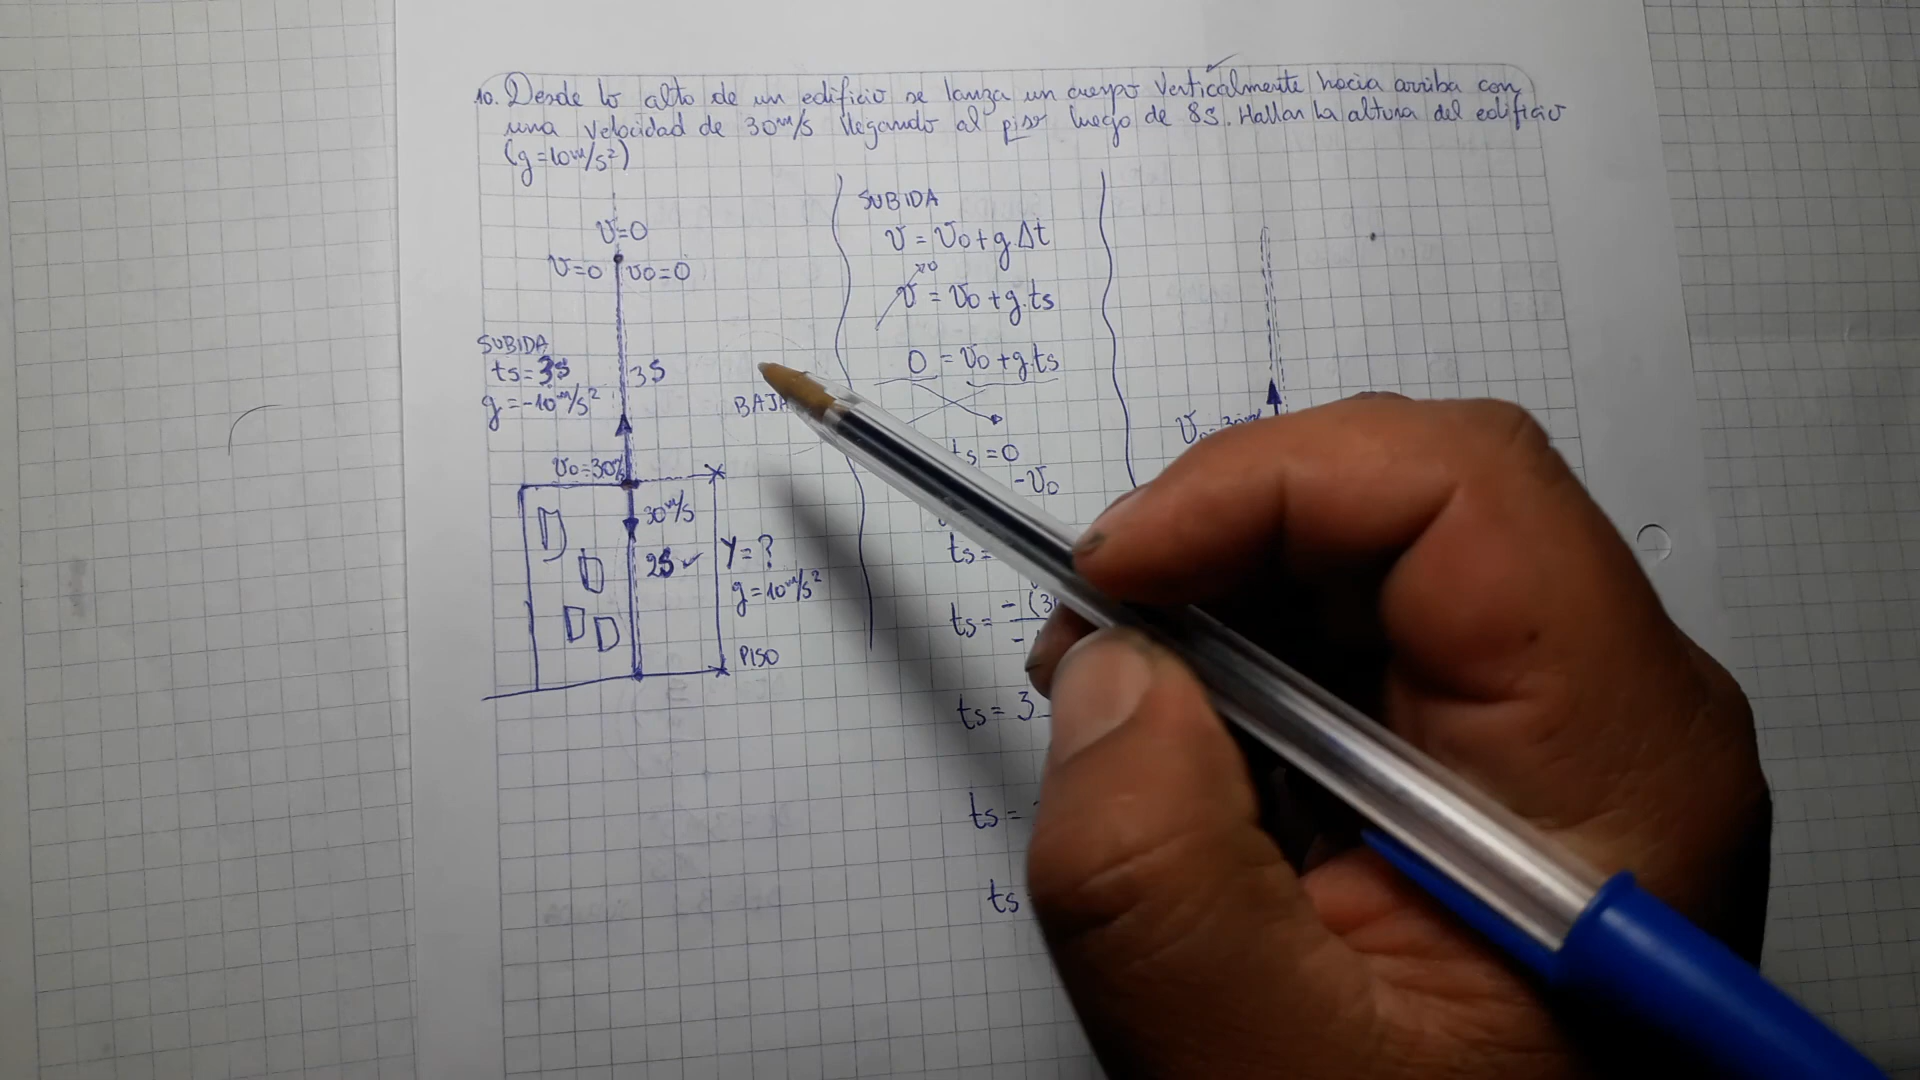 10. Desde lo alto de un edificio se lanza un cuerpo verticalmente hacia arriba con
una velocidad de 30m/s llegando al piso luego de 8s. Hallar la altura del edificio
(g=10m/s²)
v=0
v=0 v0=0
SUBIDA
ts=3s
g=-10m/s²
3s
BAJA
v0=30
30m/s
2s
Y=?
g=10m/s²
PISO
SUBIDA
v=v0+g.Δt
v=v0+g.ts
0=v0+g.ts
ts=0
-v0
ts=
ts=
ts=3
ts=
ts